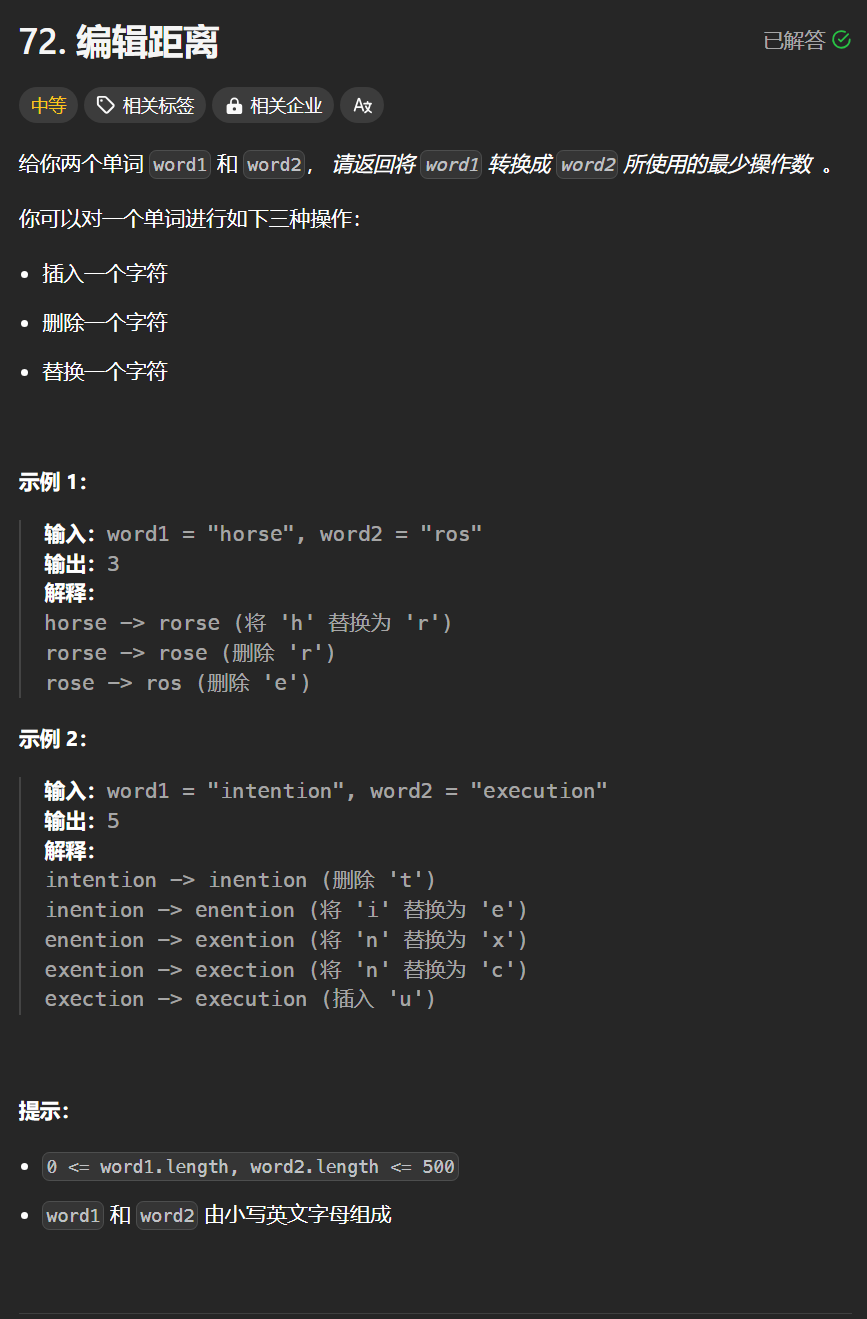 72. 编辑距离
已解答
中等 相关标签 相关企业
给你两个单词 word1 和 word2， 请返回将 word1 转换成 word2 所使用的最少操作数 。
你可以对一个单词进行如下三种操作：
• 插入一个字符
• 删除一个字符
• 替换一个字符
示例 1：
输入：word1 = "horse", word2 = "ros"
输出：3
解释：
horse -> rorse (将 'h' 替换为 'r')
rorse -> rose (删除 'r')
rose -> ros (删除 'e')
示例 2：
输入：word1 = "intention", word2 = "execution"
输出：5
解释：
intention -> inention (删除 't')
inention -> enention (将 'i' 替换为 'e')
enention -> exention (将 'n' 替换为 'x')
exention -> exection (将 'n' 替换为 'c')
exection -> execution (插入 'u')
提示：
• 0 <= word1.length, word2.length <= 500
• word1 和 word2 由小写英文字母组成